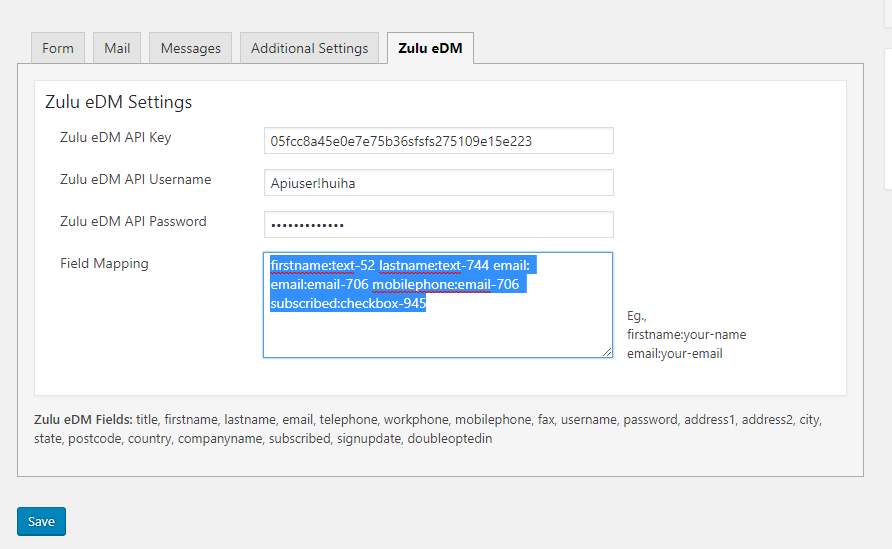 Form
Mail
Messages
Additional Settings
Zulu eDM
Zulu eDM Settings
Zulu eDM API Key
05fcc8a45e0e7e75b36sfsfs275109e15e223
Zulu eDM API Username
Apiuser!huiha
Zulu eDM API Password
•••••••••••••
Field Mapping
firstname:text-52 lastname:text-744 email:
email:email-706 mobilephone:email-706
subscribed:checkbox-945
Eg.,
firstname:your-name
email:your-email
Zulu eDM Fields: title, firstname, lastname, email, telephone, workphone, mobilephone, fax, username, password, address1, address2, city,
state, postcode, country, companyname, subscribed, signupdate, doubleoptedin
Save